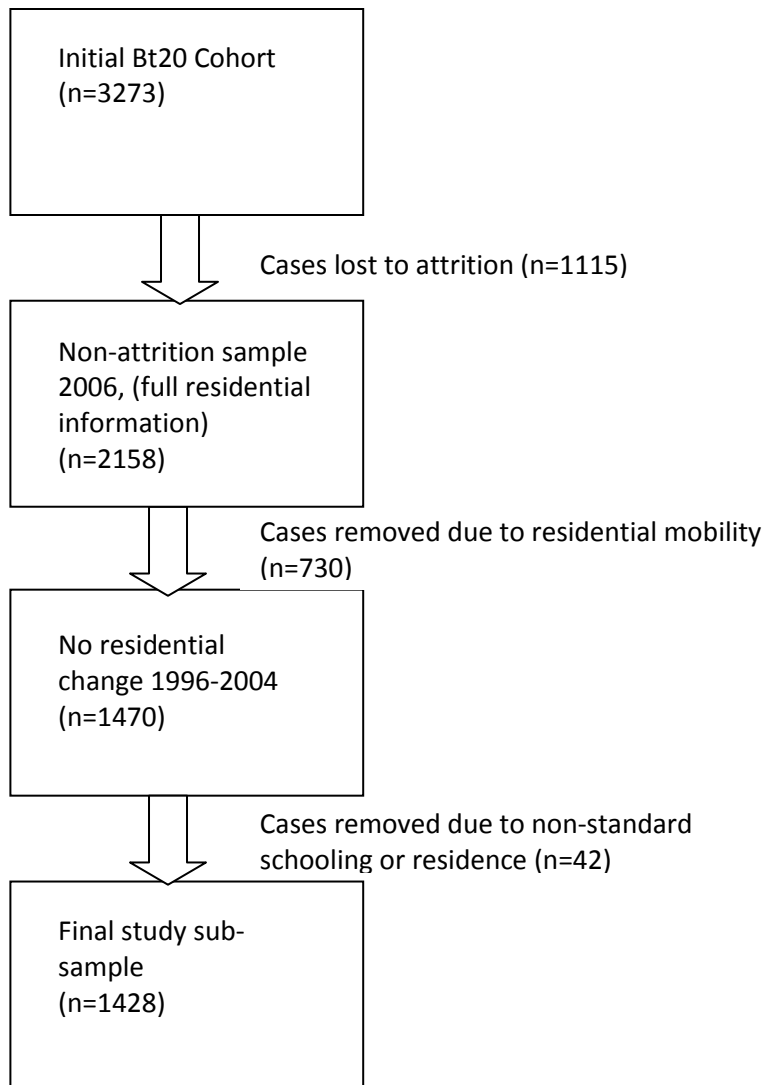 Initial Bt20 Cohort
(n=3273)
Cases lost to attrition (n=1115)
Non-attrition sample
2006, (full residential
information)
(n=2158)
Cases removed due to residential mobility
(n=730)
No residential
change 1996-2004
(n=1470)
Cases removed due to non-standard
schooling or residence (n=42)
Final study sub-
sample
(n=1428)